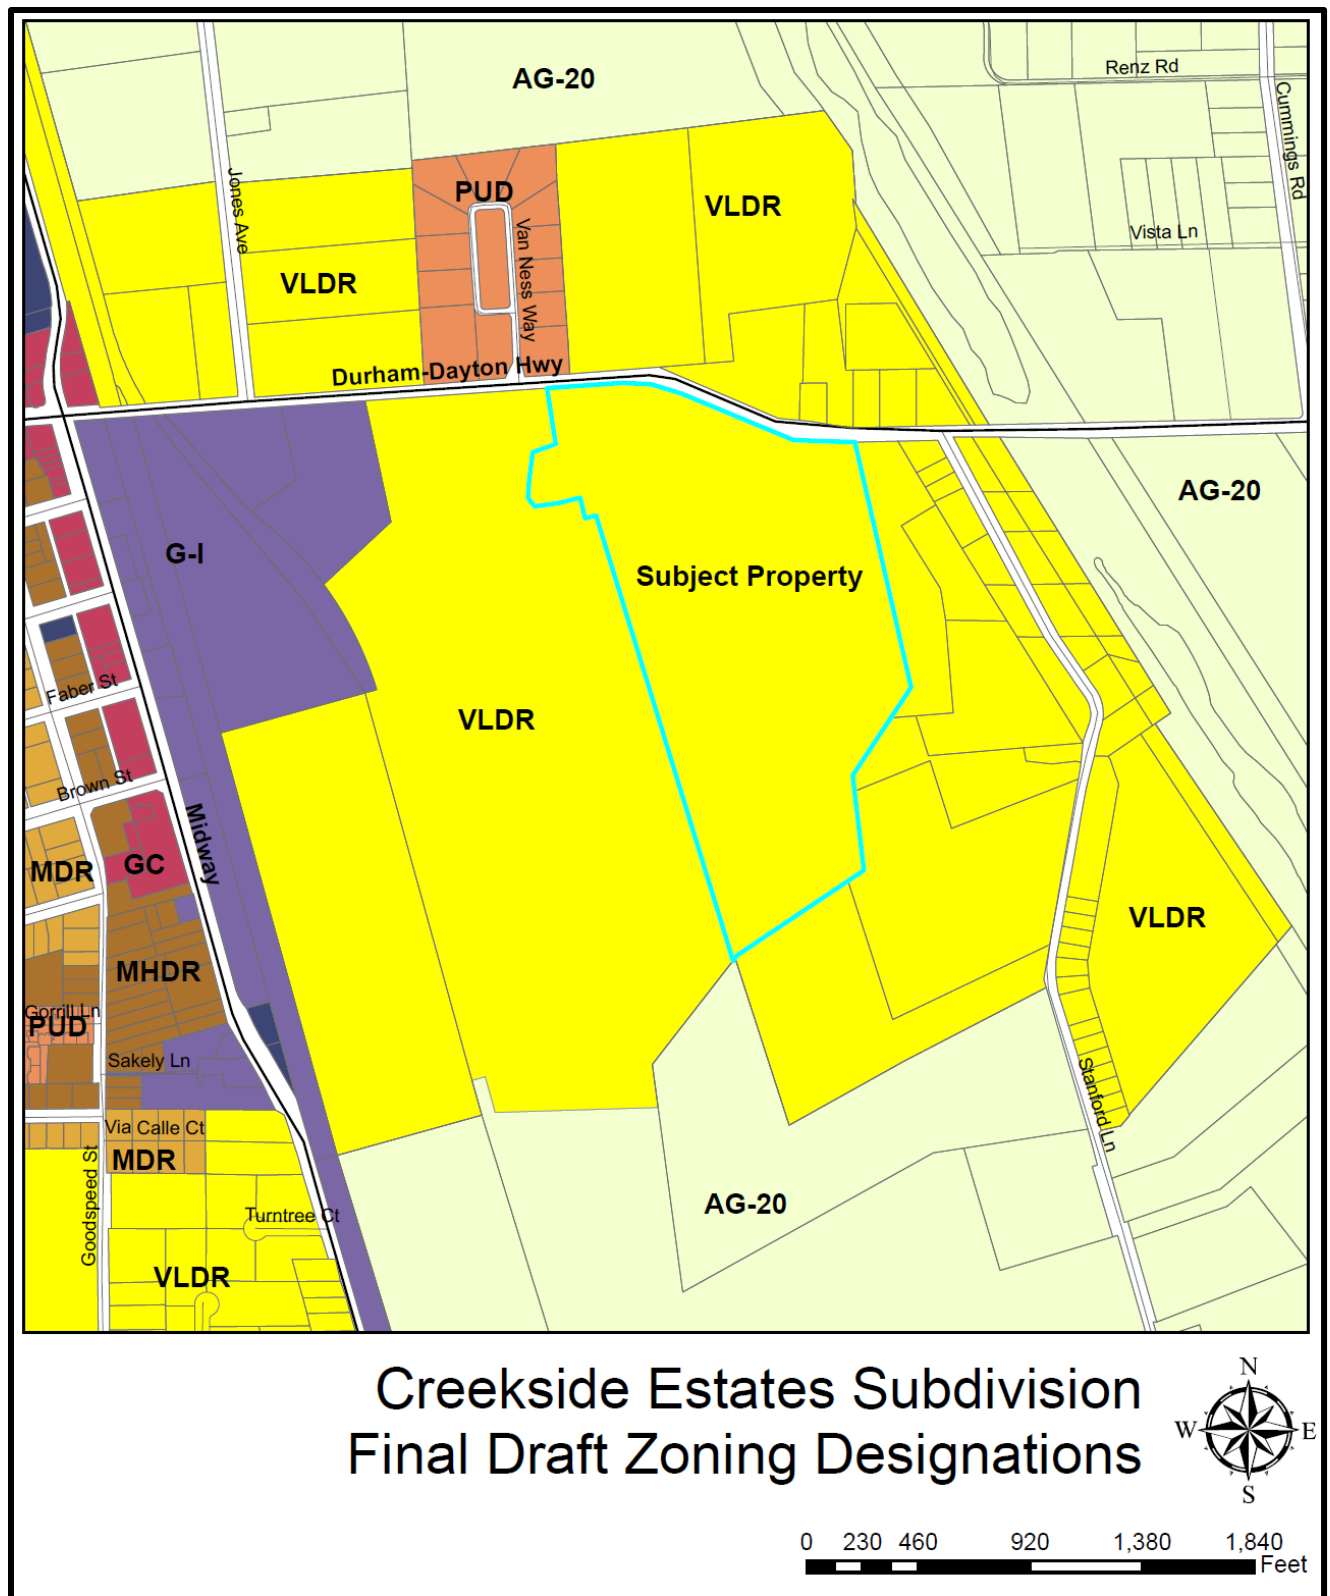 AG-20
Renz Rd
Cummings Rd
Jones Ave
PUD
Van Ness Way
VLDR
Vista Ln
VLDR
Durham-Dayton Hwy
AG-20
G-I
Subject Property
Faber St
VLDR
Brown St
Midway
MDR
GC
VLDR
MHDR
Gorrill Ln
PUD
Sakely Ln
Stanford Ln
Via Calle Ct
MDR
Goodspeed St
AG-20
Turntree Ct
VLDR
Creekside Estates Subdivision
Final Draft Zoning Designations
N
W E
S
0 230 460 920 1,380 1,840
Feet